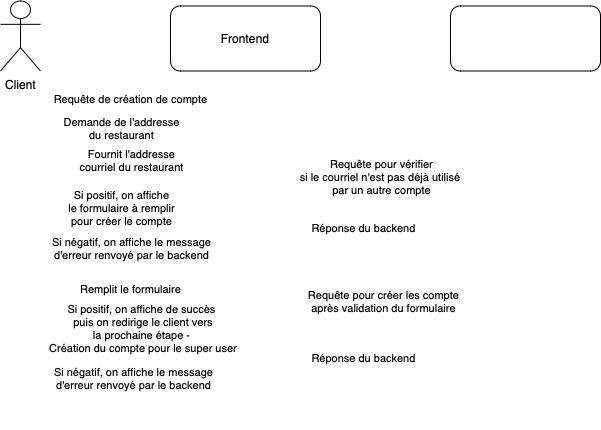 Frontend
Client
Requête de création de compte
Demande de l'addresse
du restaurant
Fournit l'addresse
courriel du restaurant
Requête pour vérifier
si le courriel n'est pas déjà utilisé
par un autre compte
Si positif, on affiche
le formulaire à remplir
pour créer le compte
Réponse du backend
Si négatif, on affiche le message
d'erreur renvoyé par le backend
Remplit le formulaire
Requête pour créer les compte
après validation du formulaire
Si positif, on affiche de succès
puis on redirige le client vers
la prochaine étape -
Création du compte pour le super user
Réponse du backend
Si négatif, on affiche le message
d'erreur renvoyé par le backend